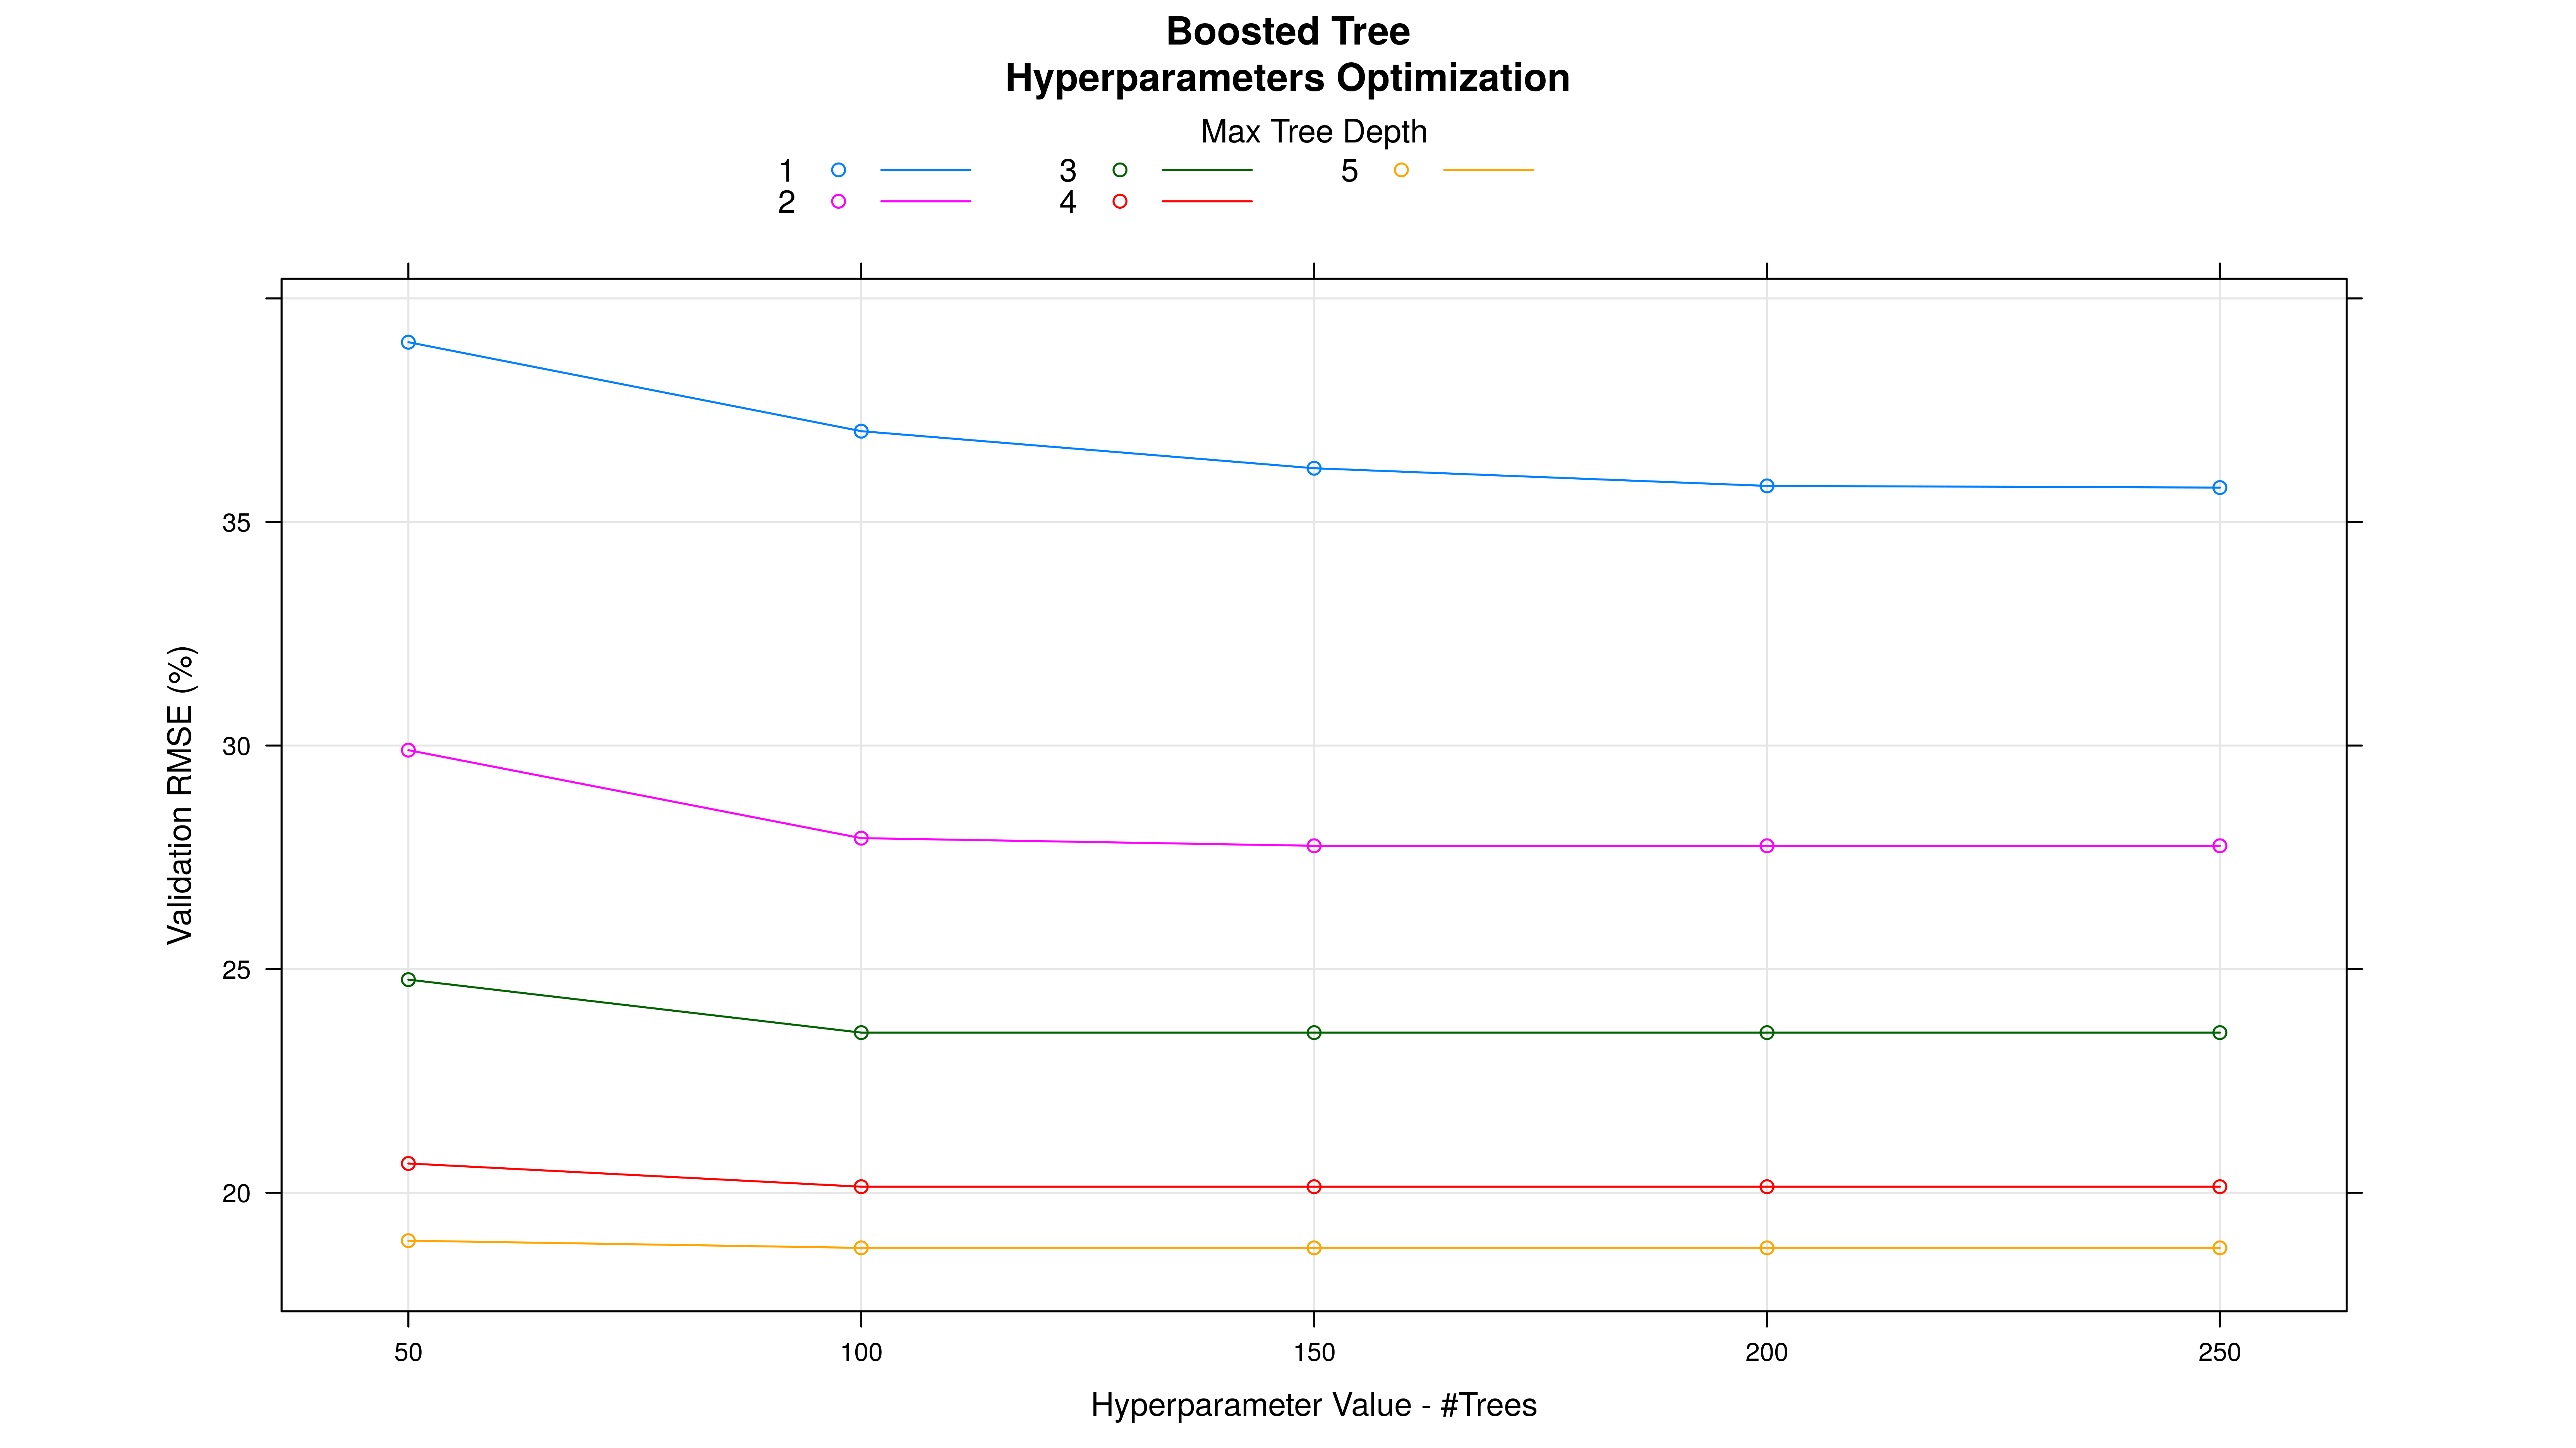 Boosted Tree
Hyperparameters Optimization
Max Tree Depth
1 3 5
2 4
35
30
25
20
Validation RMSE (%)
50 100 150 200 250
Hyperparameter Value - #Trees